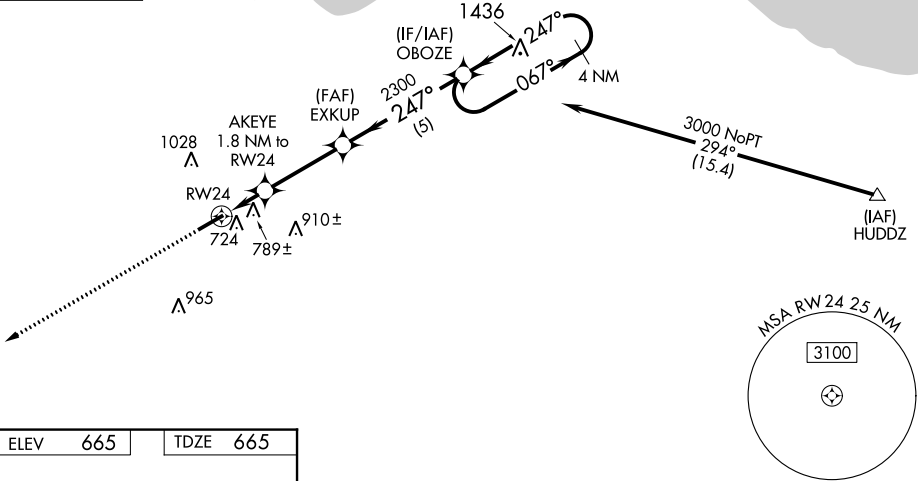 1436
247°
(IF/IAF)
OBOZE
067°
4 NM
2300
247°
(5)
(FAF)
EXKUP
AKEYE
1.8 NM to
RW24
1028
RW24
724
789±
910±
965
3000 NoPT
294°
(15.4)
(IAF)
HUDDZ
MSA RW24 25 NM
3100
ELEV 665
TDZE 665